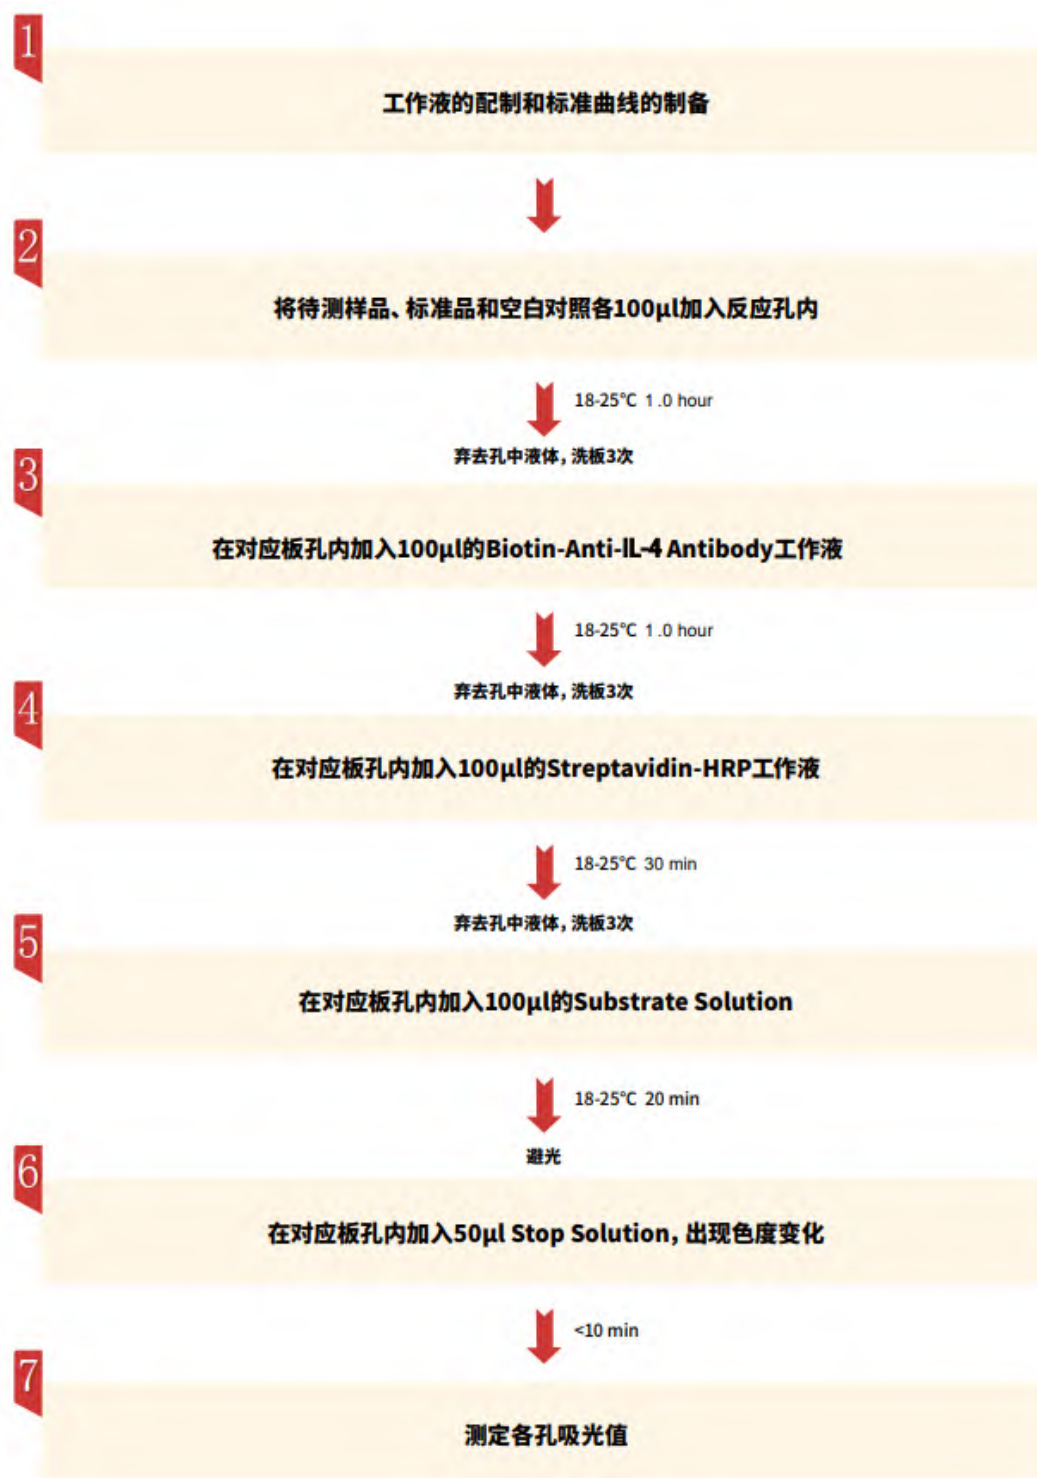 1
工作液的配制和标准曲线的制备
2
将待测样品、标准品和空白对照各100μl加入反应孔内
18-25℃ 1.0 hour
弃去孔中液体，洗板3次
3
在对应板孔内加入100μl的Biotin-Anti-IL-4 Antibody工作液
18-25℃ 1.0 hour
弃去孔中液体，洗板3次
4
在对应板孔内加入100μl的Streptavidin-HRP工作液
18-25℃ 30 min
弃去孔中液体，洗板3次
5
在对应板孔内加入100μl的Substrate Solution
18-25℃ 20 min
避光
6
在对应板孔内加入50μl Stop Solution，出现色度变化
<10 min
7
测定各孔吸光值